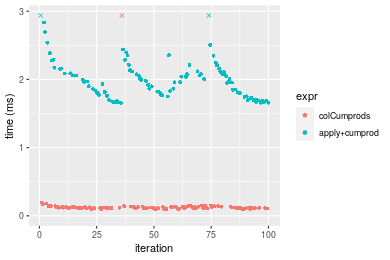 3
2
1
0
time (ms)
0
25
50
75
100
iteration
expr
colCumprods
apply+cumprod